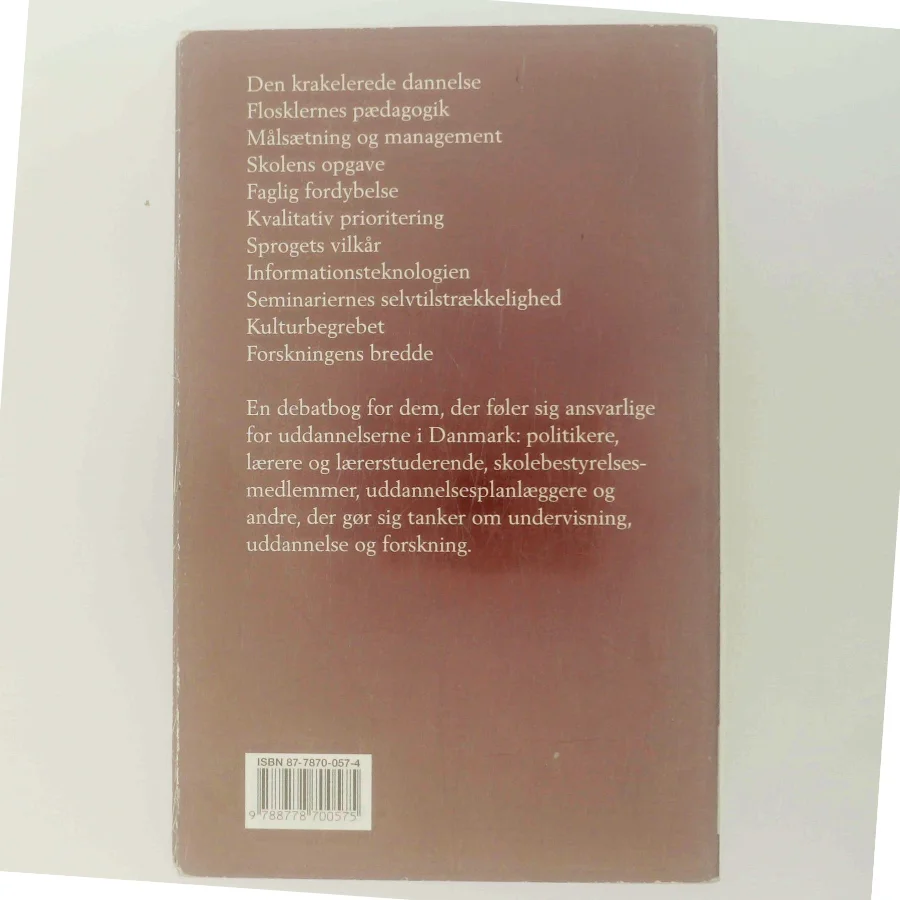 Den krakelerede dannelse
Flosklernes pædagogik
Målsætning og management
Skolens opgave
Faglig fordybelse
Kvalitativ prioritering
Sprogets vilkår
Informationsteknologien
Seminariernes selvtilstrækkelighed
Kulturbegrebet
Forskningens bredde
En debatbog for dem, der føler sig ansvarlige
for uddannelserne i Danmark: politikere,
lærere og lærerstuderende, skolebestyrelses-
medlemmer, uddannelsesplanlæggere og
andre, der gør sig tanker om undervisning,
uddannelse og forskning.
ISBN 87-7870-057-4
9 788778 700575